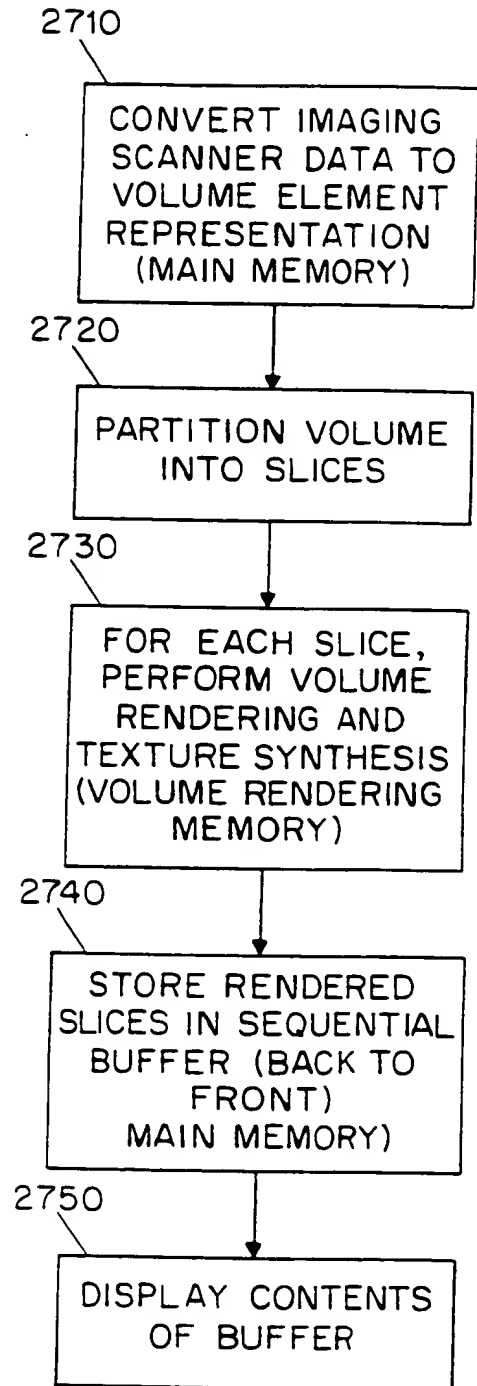 2710
CONVERT IMAGING
SCANNER DATA TO
VOLUME ELEMENT
REPRESENTATION
(MAIN MEMORY)
2720
PARTITION VOLUME
INTO SLICES
2730
FOR EACH SLICE,
PERFORM VOLUME
RENDERING AND
TEXTURE SYNTHESIS
(VOLUME RENDERING
MEMORY)
2740
STORE RENDERED
SLICES IN SEQUENTIAL
BUFFER (BACK TO
FRONT)
MAIN MEMORY)
2750
DISPLAY CONTENTS
OF BUFFER